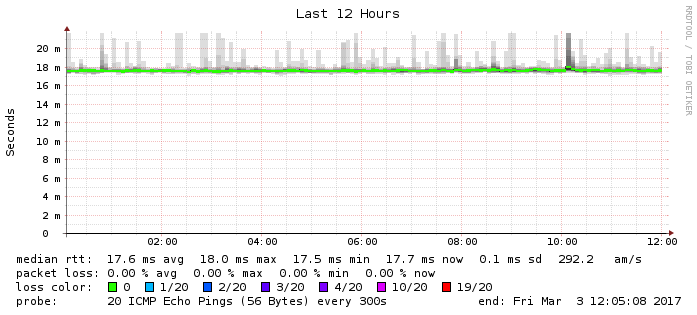 Last 12 Hours
RRDTOOL / TOBI OETIKER
Seconds
20 m
18 m
16 m
14 m
12 m
10 m
8 m
6 m
4 m
2 m
0
02:00 04:00 06:00 08:00 10:00 12:00
median rtt: 17.6 ms avg 18.0 ms max 17.5 ms min 17.7 ms now 0.1 ms sd 292.2 am/s
packet loss: 0.00 % avg 0.00 % max 0.00 % min 0.00 % now
loss color: 0 1/20 2/20 3/20 4/20 10/20 19/20
probe: 20 ICMP Echo Pings (56 Bytes) every 300s end: Fri Mar 3 12:05:08 2017